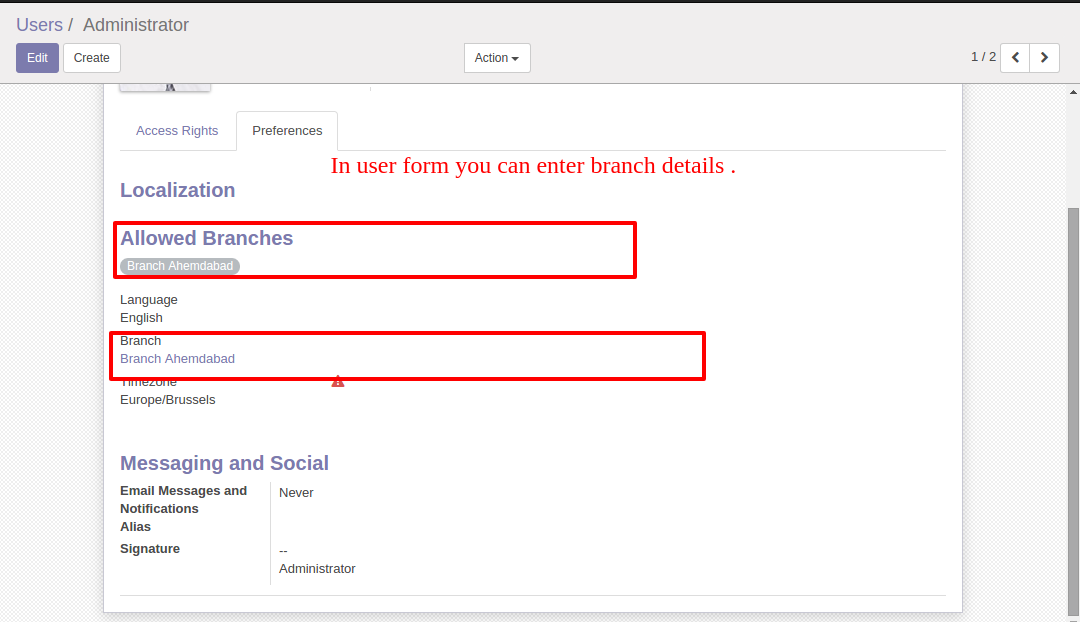 Users / Administrator
Edit Create Action 1 / 2
Access Rights Preferences
In user form you can enter branch details .
Localization
Allowed Branches
Branch Ahemdabad
Language
English
Branch
Branch Ahemdabad
Timezone
Europe/Brussels
Messaging and Social
Email Messages and Never
Notifications
Alias
Signature --
Administrator